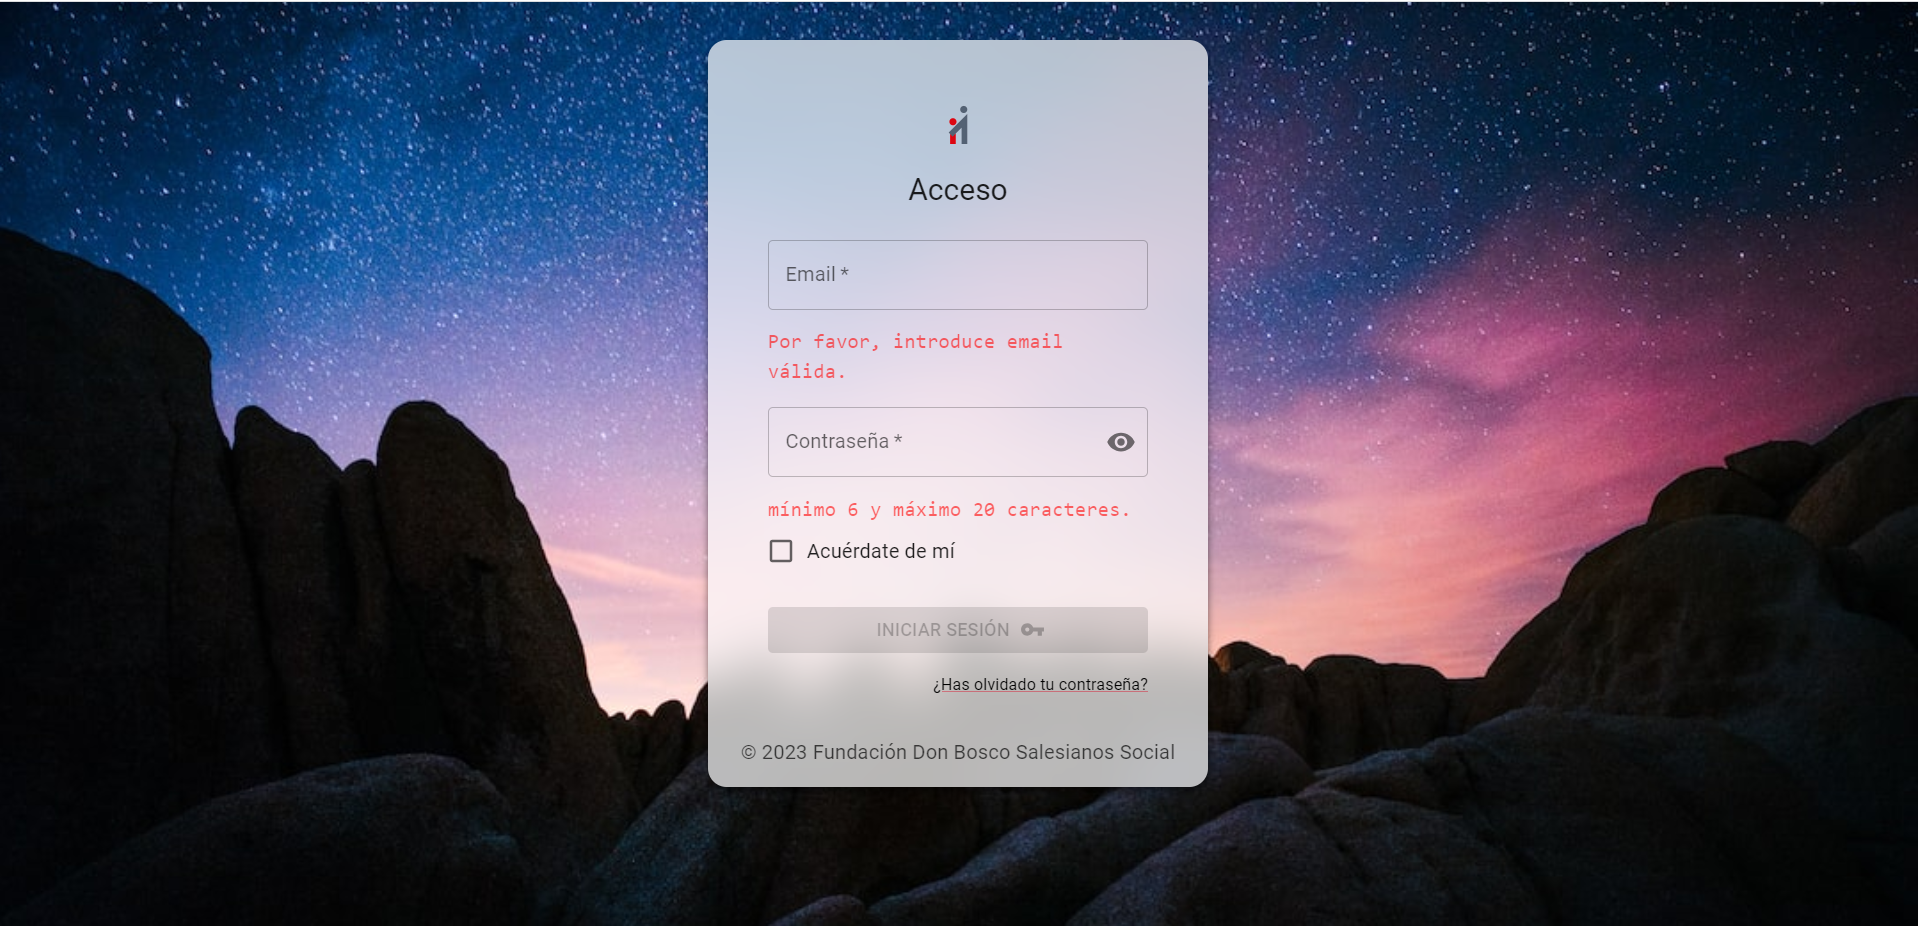 Acceso
Email *
Por favor, introduce email
válida.
Contraseña *
mínimo 6 y máximo 20 caracteres.
Acuérdate de mí
INICIAR SESIÓN
¿Has olvidado tu contraseña?
© 2023 Fundación Don Bosco Salesianos Social